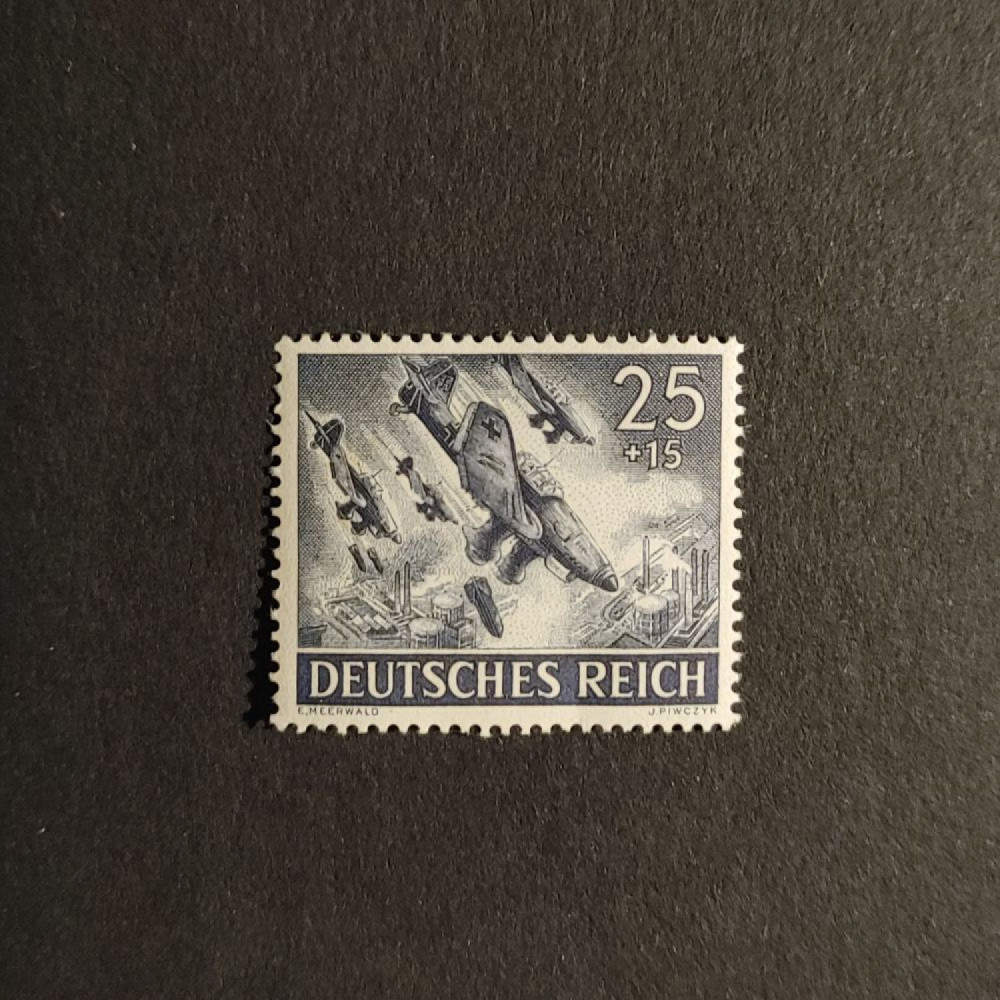 25
+15
DEUTSCHES REICH
E. MEERWALD
J. PIWCZYK